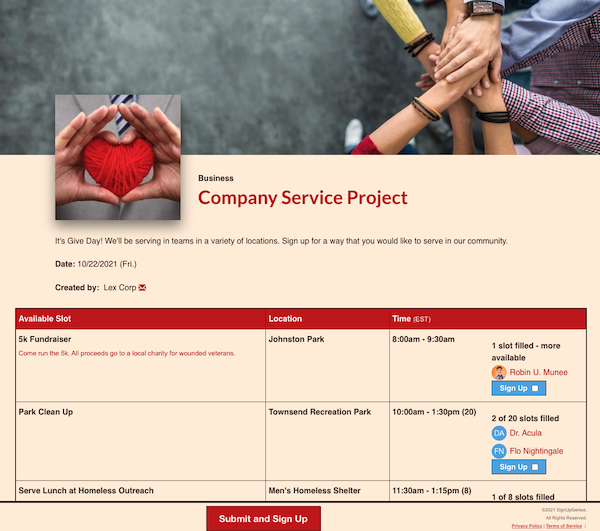 Business
Company Service Project
It's Give Day! We'll be serving in teams in a variety of locations. Sign up for a way that you would like to serve in our community.
Date: 10/22/2021 (Fri.)
Created by: Lex Corp
Available Slot Location Time (EST)
5k Fundraiser Johnston Park 8:00am - 9:30am
Come run the 5k. All proceeds go to a local charity for wounded veterans.
1 slot filled - more
available
Robin U. Munee
Sign Up
Park Clean Up Townsend Recreation Park 10:00am - 1:30pm (20)
2 of 20 slots filled
DA Dr. Acula
FN Flo Nightingale
Sign Up
Serve Lunch at Homeless Outreach Men's Homeless Shelter 11:30am - 1:15pm (8)
1 of 8 slots filled
Submit and Sign Up
©2021 SignUpGenius.
All Rights Reserved.
Privacy Policy | Terms of Service |